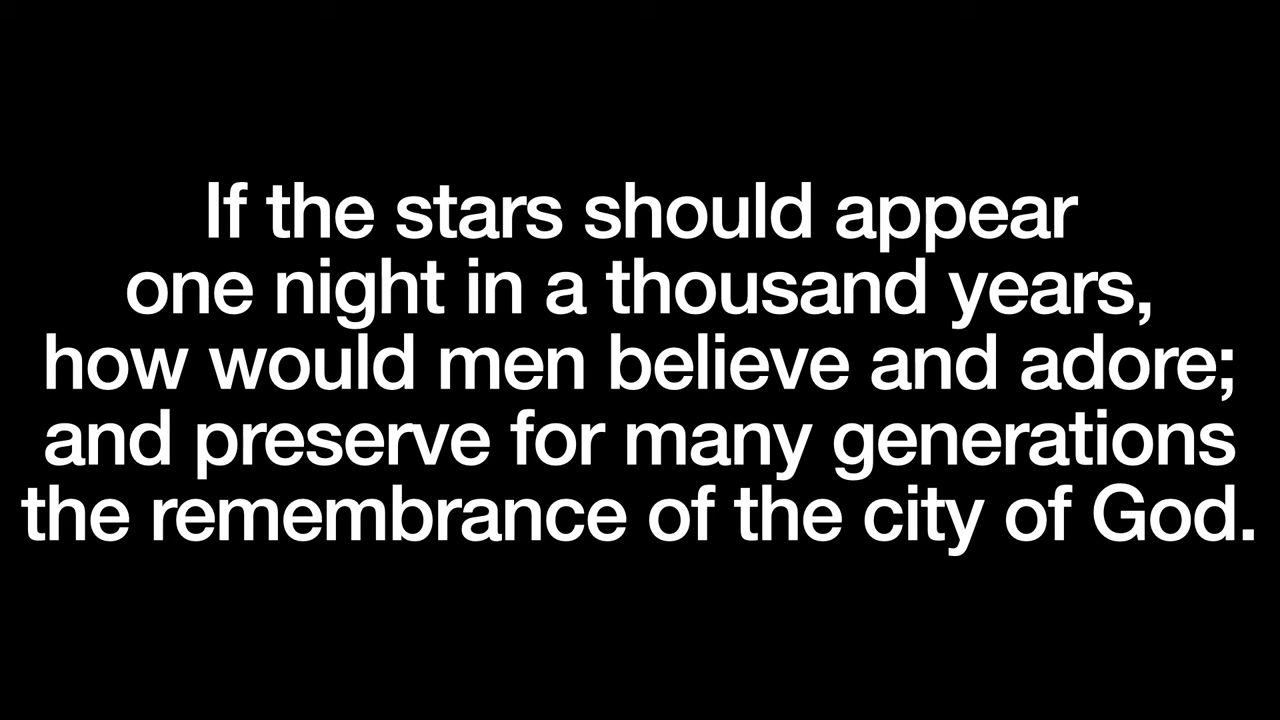 If the stars should appear
one night in a thousand years,
how would men believe and adore;
and preserve for many generations
the remembrance of the city of God.